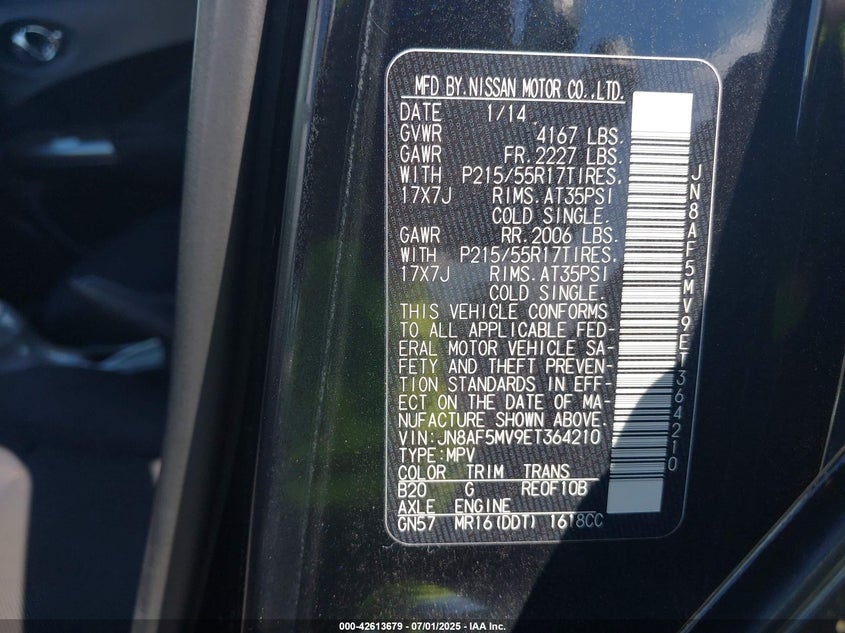 MFD BY.NISSAN MOTOR CO.,LTD.
DATE 1/14
GVWR 4167 LBS.
GAWR FR.2227 LBS.
WITH P215/55R17TIRES,
17X7J RIMS.AT35PSI
COLD SINGLE.
GAWR RR.2006 LBS.
WITH P215/55R17TIRES,
17X7J RIMS.AT35PSI
COLD SINGLE.
THIS VEHICLE CONFORMS
TO ALL APPLICABLE FED-
ERAL MOTOR VEHICLE SA-
FETY AND THEFT PREVEN-
TION STANDARDS IN EFF-
ECT ON THE DATE OF MA-
NUFACTURE SHOWN ABOVE.
VIN:JN8AF5MV9ET364210
TYPE:MPV
COLOR TRIM TRANS
B20 G RE0F10B
AXLE ENGINE
GN57 MR16(DDT) 1618CC
JN8AF5MV9ET364210
000-42613679 • 07/01/2025 - IAA Inc.